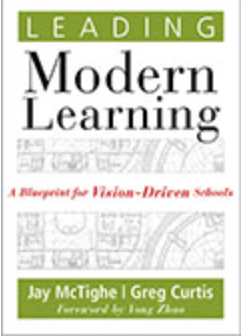 LEADING
Modern
Learning
A Blueprint for Vision-Driven Schools
Jay McTighe | Greg Curtis
Foreword by Yong Zhao